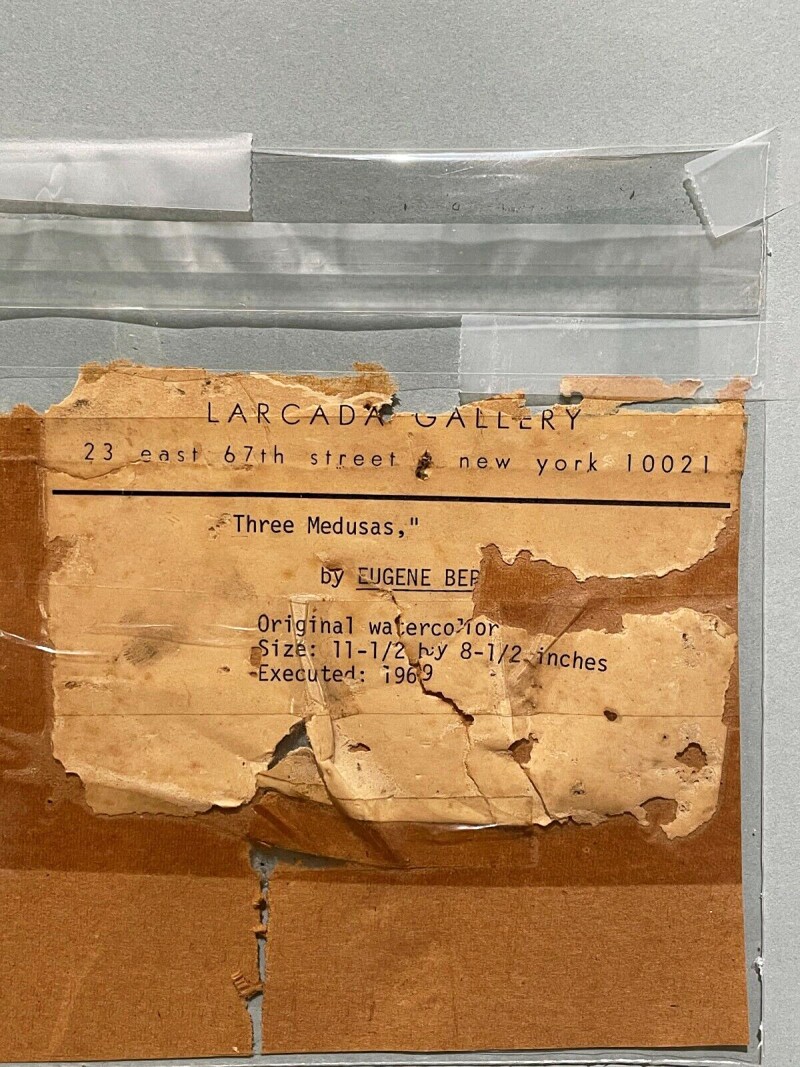 LARCADA GALLERY
23 east 67th street new york 10021
Three Medusas,"
by EUGENE BER
Original watercolor
Size: 11-1/2 by 8-1/2 inches
Executed: 1969